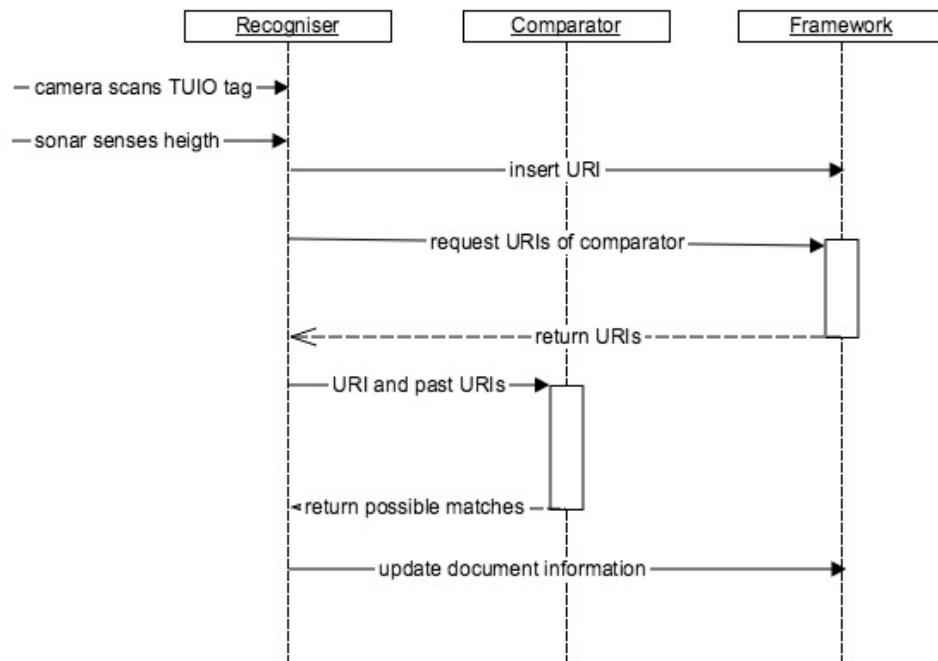 Recogniser
Comparator
Framework
camera scans TUIO tag
sonar senses heigth
insert URI
request URIs of comparator
return URIs
URI and past URIs
return possible matches
update document information